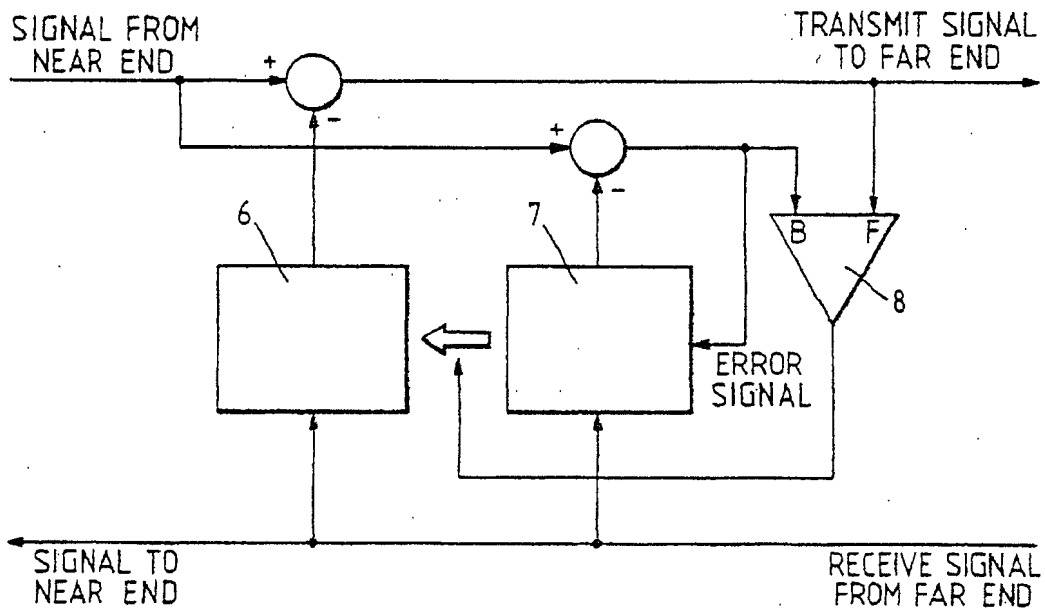 SIGNAL FROM
NEAR END
TRANSMIT SIGNAL
TO FAR END
+
-
+
-
6
7
B
F
8
ERROR
SIGNAL
SIGNAL TO
NEAR END
RECEIVE SIGNAL
FROM FAR END